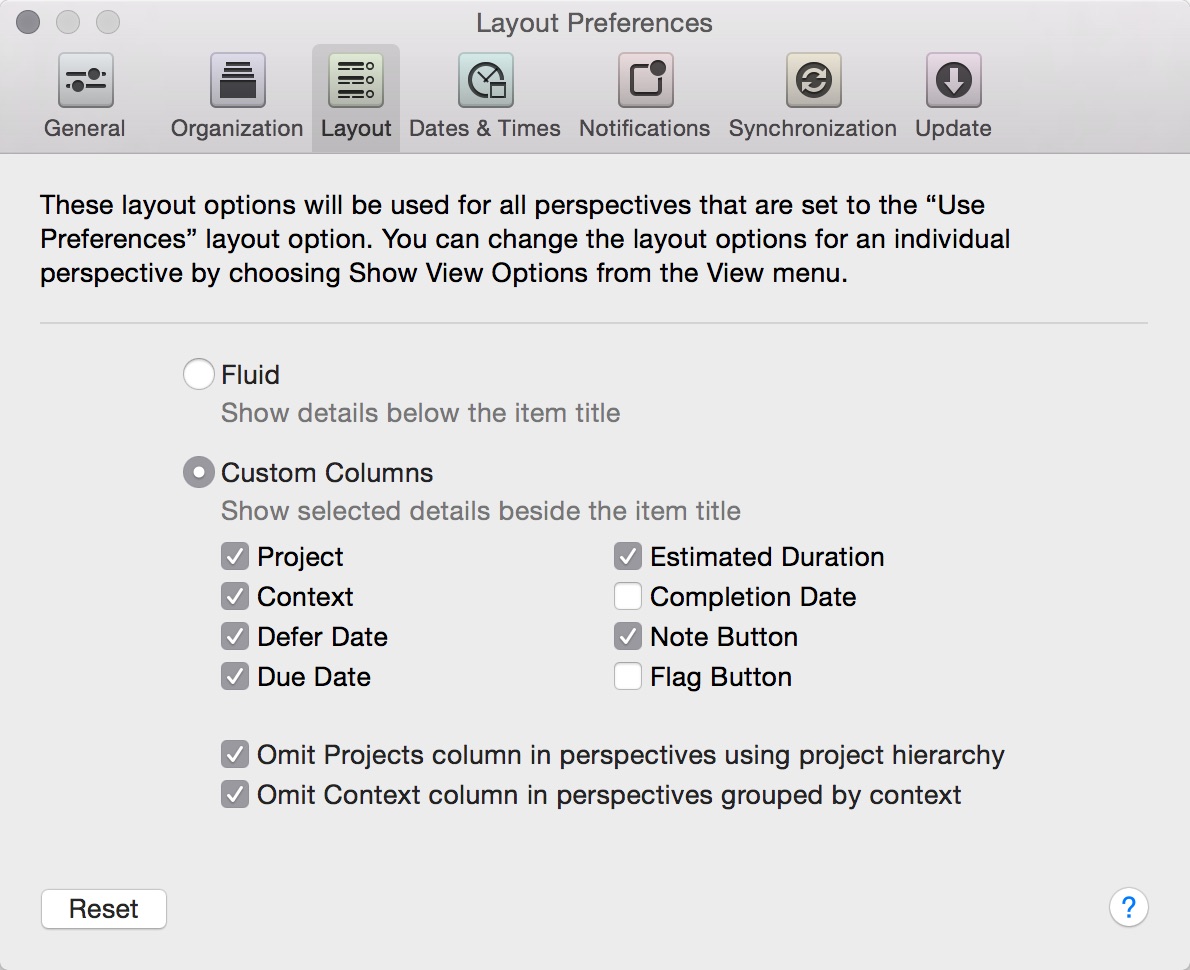 Layout Preferences
General Organization Layout Dates & Times Notifications Synchronization Update
These layout options will be used for all perspectives that are set to the “Use
Preferences” layout option. You can change the layout options for an individual
perspective by choosing Show View Options from the View menu.
Fluid
Show details below the item title
Custom Columns
Show selected details beside the item title
Project
Context
Defer Date
Due Date
Estimated Duration
Completion Date
Note Button
Flag Button
Omit Projects column in perspectives using project hierarchy
Omit Context column in perspectives grouped by context
Reset
?